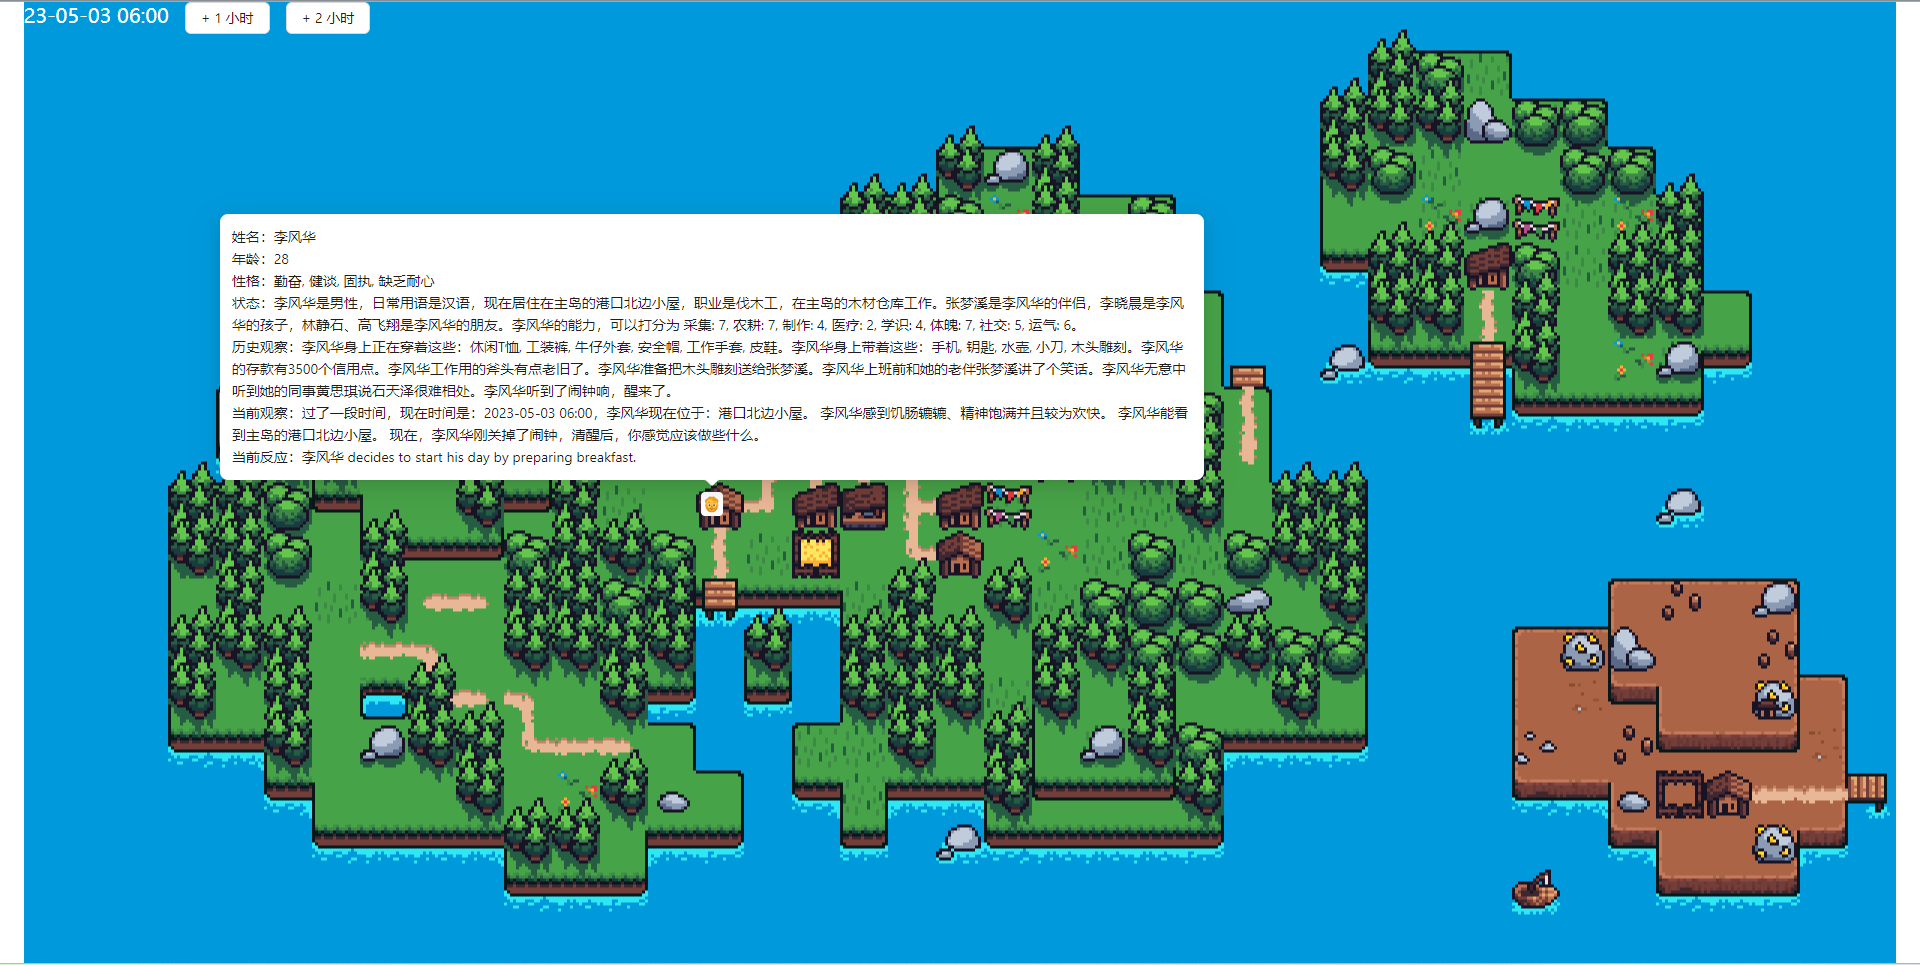 23-05-03 06:00
+ 1 小时
+ 2 小时
姓名：李风华
年龄：28
性格：勤奋, 健谈, 固执, 缺乏耐心
状态：李风华是男性，日常用语是汉语，现在居住在主岛的港口北边小屋，职业是伐木工，在主岛的木材仓库工作。张梦溪是李风华的伴侣，李晓晨是李风
华的孩子，林静石、高飞翔是李风华的朋友。李风华的能力，可以打分为 采集: 7, 农耕: 7, 制作: 4, 医疗: 2, 学识: 4, 体魄: 7, 社交: 5, 运气: 6。
历史观察：李风华身上正在穿着这些：休闲T恤, 工装裤, 牛仔外套, 安全帽, 工作手套, 皮鞋。李风华身上带着这些：手机, 钥匙, 水壶, 小刀, 木头雕刻。李风华
的存款有3500个信用点。李风华工作用的斧头有点老旧了。李风华准备把木头雕刻送给张梦溪。李风华上班前和她的老伴张梦溪讲了个笑话。李风华无意中
听到她的同事黄思琪说石天泽很难相处。李风华听到了闹钟响，醒来了。
当前观察：过了一段时间，现在时间是：2023-05-03 06:00，李风华现在位于：港口北边小屋。 李风华感到饥肠辘辘、精神饱满并且较为欢快。 李风华能看
到主岛的港口北边小屋。 现在，李风华刚关掉了闹钟，清醒后，你感觉应该做些什么。
当前反应：李风华 decides to start his day by preparing breakfast.